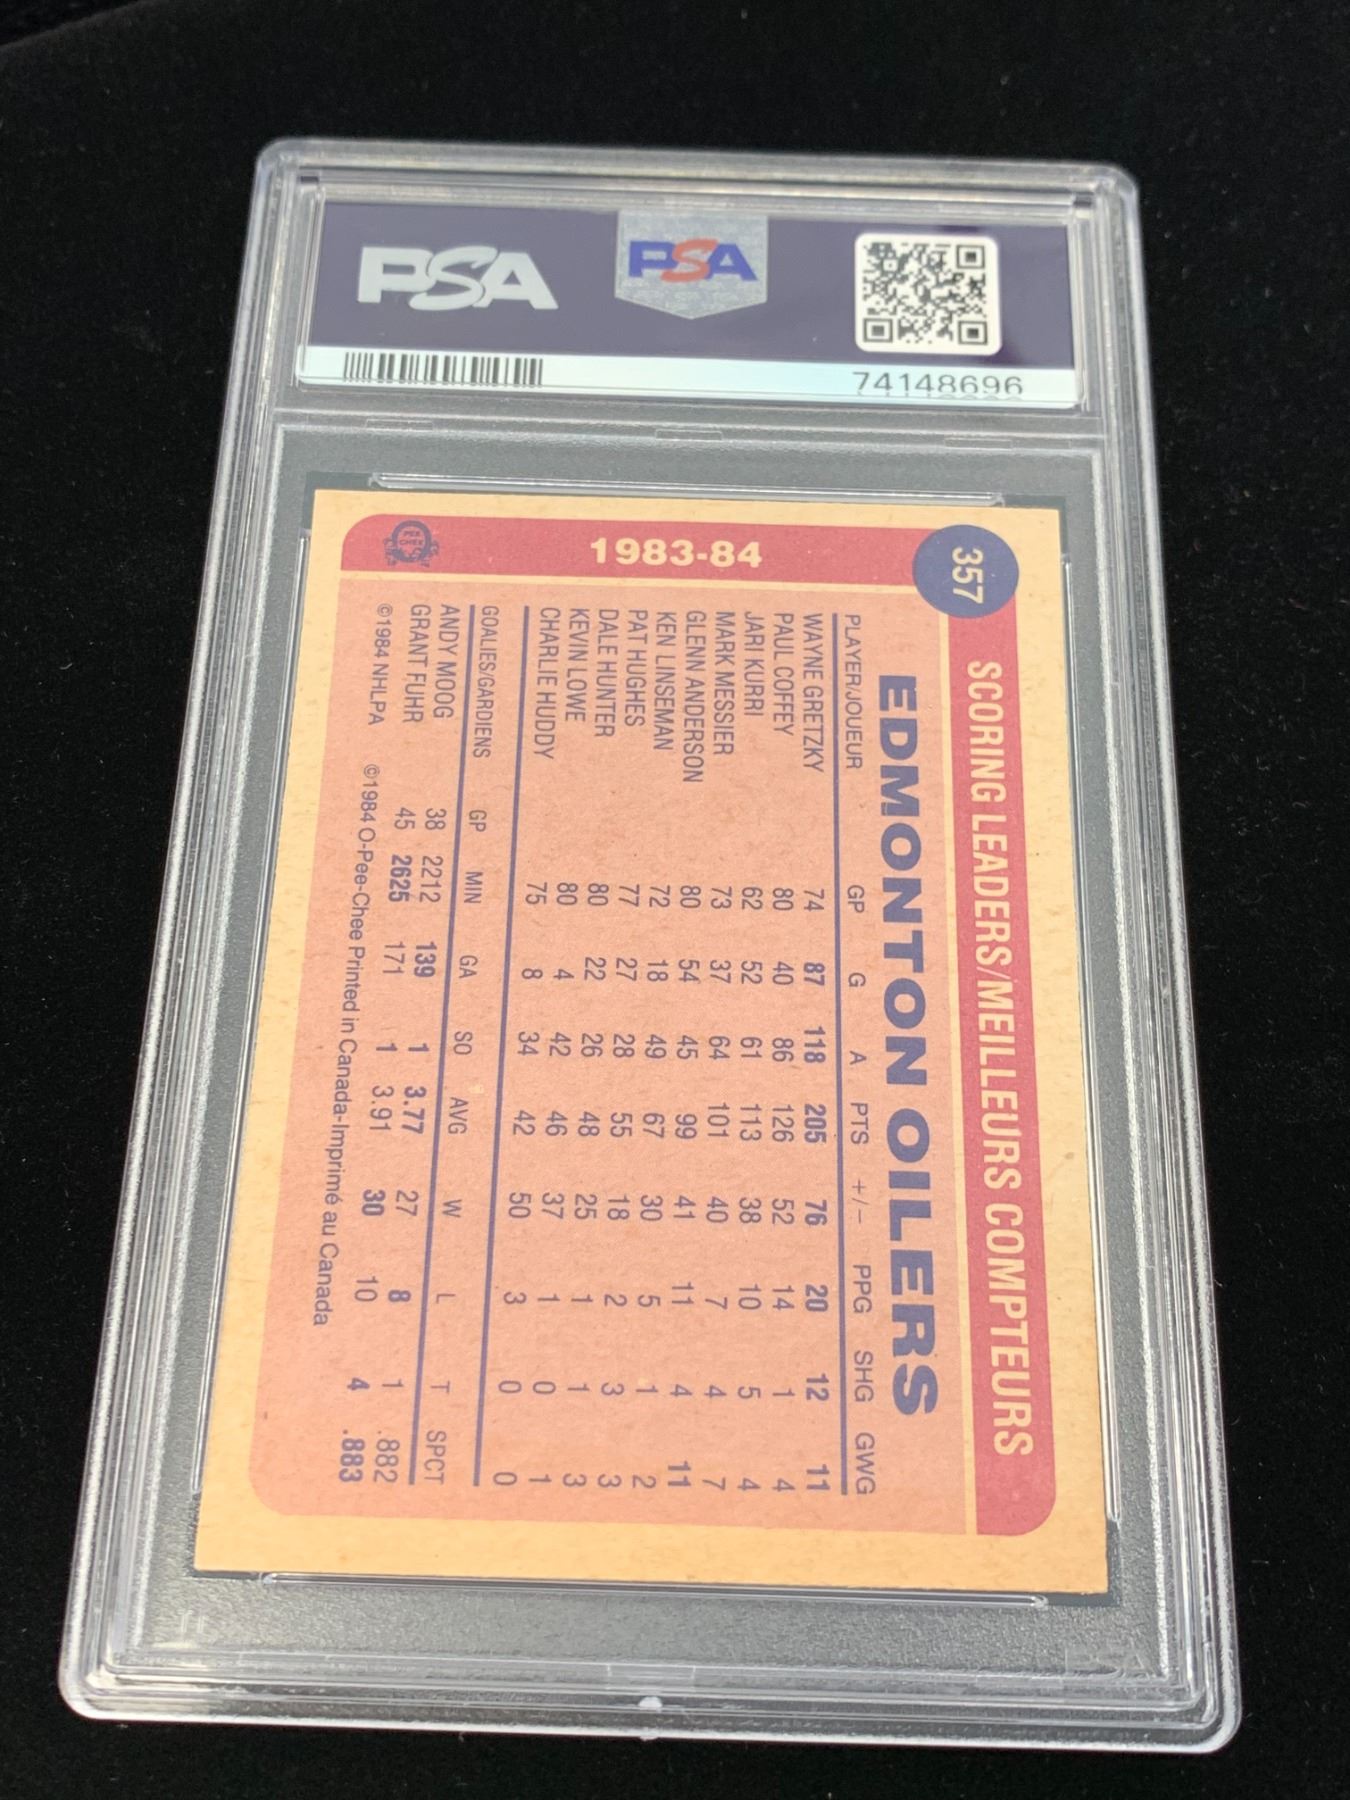 PSA
PSA
74148696
357
SCORING LEADERS/MEILLEURS COMPTEURS
1983-84
EDMONTON OILERS
PLAYER/JOUEUR GP G A PTS +/- PPG SHG GWG
WAYNE GRETZKY 74 87 118 205 76 20 12 11
PAUL COFFEY 80 40 86 126 52 14 1 4
JARI KURRI 62 52 61 113 38 10 5 4
MARK MESSIER 73 37 64 101 40 7 4 7
GLENN ANDERSON 80 54 45 99 41 11 4 11
KEN LINSEMAN 72 18 49 67 30 5 1 2
PAT HUGHES 77 27 28 55 18 2 3 3
DALE HUNTER 80 22 26 48 25 1 1 3
KEVIN LOWE 80 4 42 46 37 1 0 1
CHARLIE HUDDY 75 8 34 42 50 3 0 0
GOALIES/GARDIENS GP MIN GA SO AVG W L T SPCT
ANDY MOOG 38 2212 139 1 3.77 27 8 1 .882
GRANT FUHR 45 2625 171 1 3.91 30 10 4 .883
©1984 NHLPA ©1984 O-Pee-Chee Printed in Canada-Imprimé au Canada